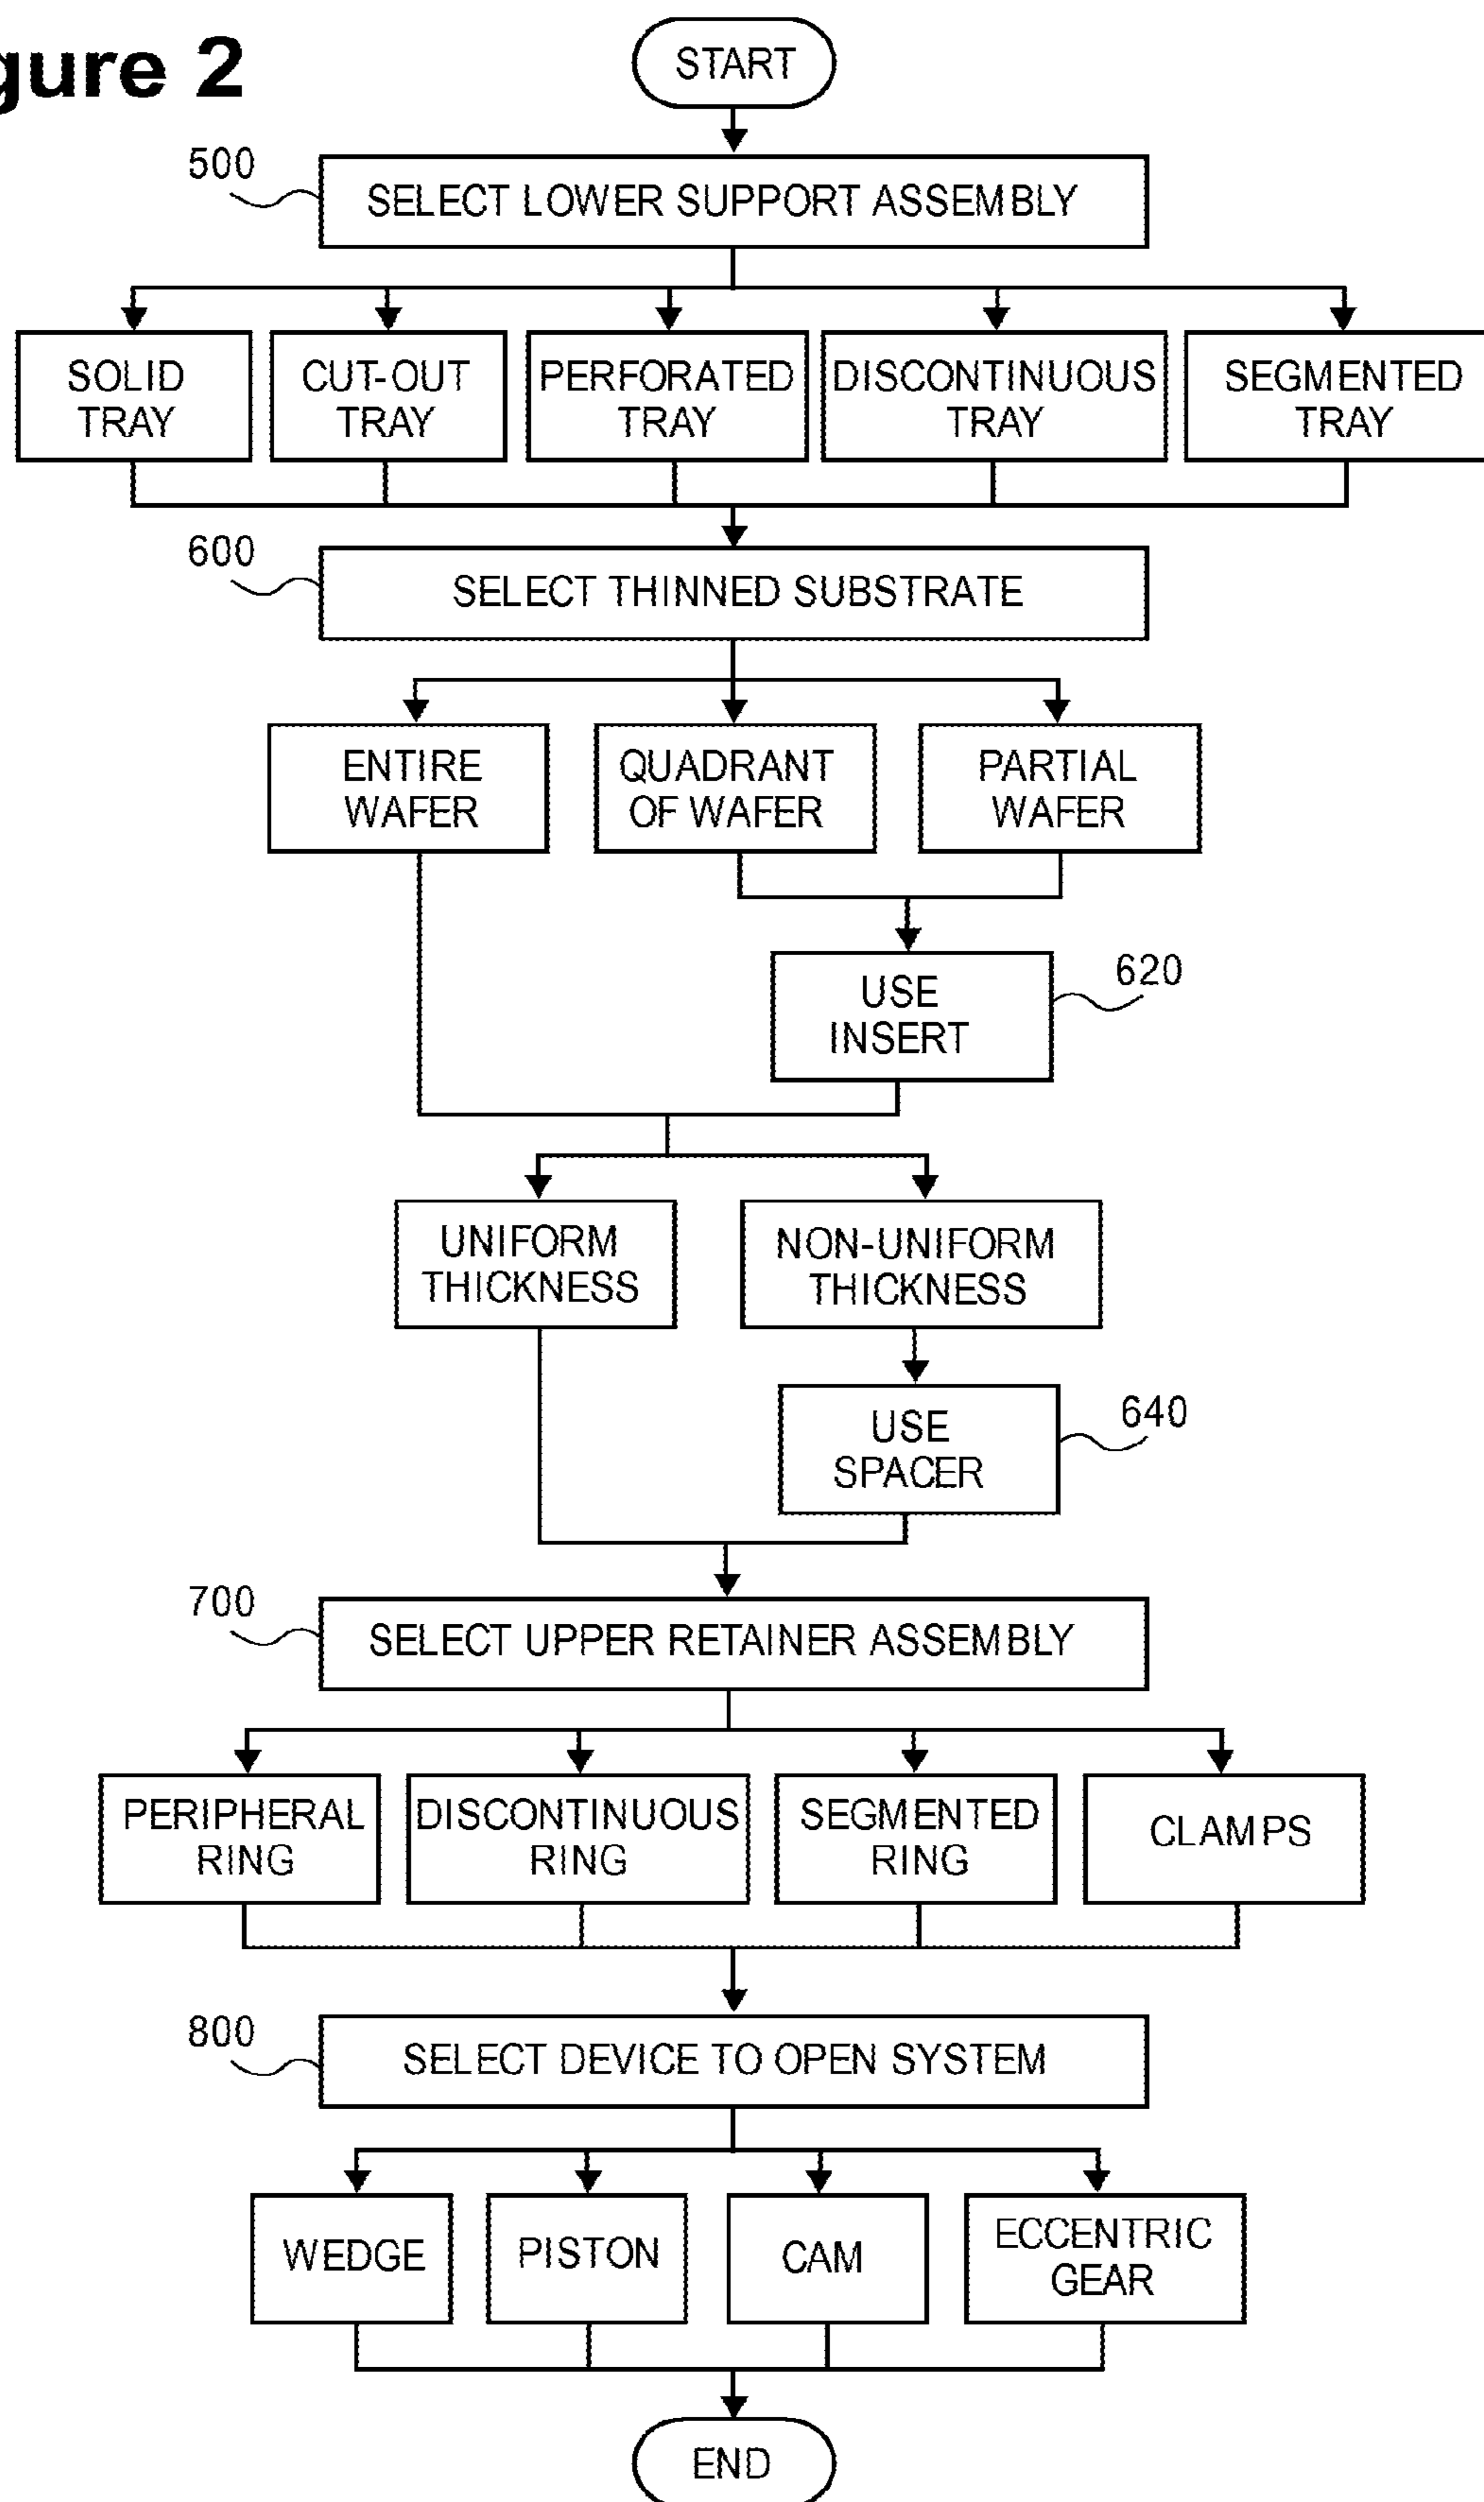 gure 2
START
500
SELECT LOWER SUPPORT ASSEMBLY
SOLID
TRAY
CUT-OUT
TRAY
PERFORATED
TRAY
DISCONTINUOUS
TRAY
SEGMENTED
TRAY
600
SELECT THINNED SUBSTRATE
ENTIRE
WAFER
QUADRANT
OF WAFER
PARTIAL
WAFER
USE
INSERT
620
UNIFORM
THICKNESS
NON-UNIFORM
THICKNESS
USE
SPACER
640
700
SELECT UPPER RETAINER ASSEMBLY
PERIPHERAL
RING
DISCONTINUOUS
RING
SEGMENTED
RING
CLAMPS
800
SELECT DEVICE TO OPEN SYSTEM
WEDGE
PISTON
CAM
ECCENTRIC
GEAR
END